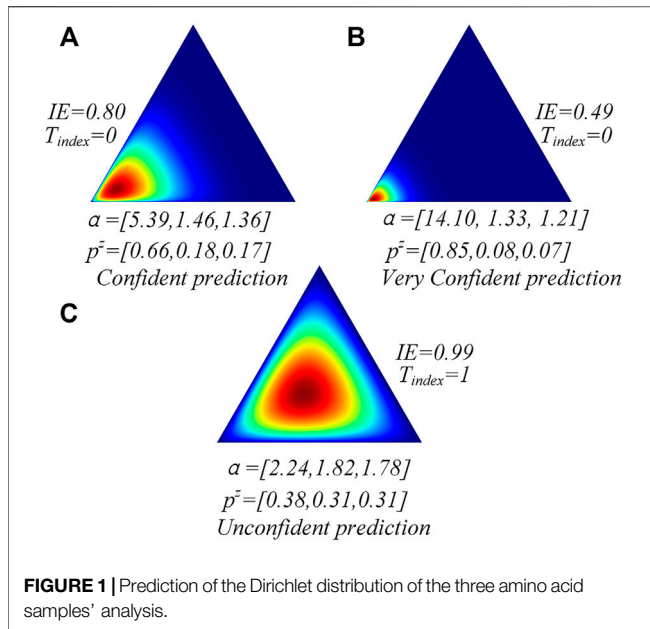 A
IE=0.80
T_index=0
α=[5.39,1.46,1.36]
p^z=[0.66,0.18,0.17]
Confident prediction
B
IE=0.49
T_index=0
α=[14.10, 1.33, 1.21]
p^z=[0.85,0.08,0.07]
Very Confident prediction
C
IE=0.99
T_index=1
α=[2.24,1.82,1.78]
p^z=[0.38,0.31,0.31]
Unconfident prediction
FIGURE 1 | Prediction of the Dirichlet distribution of the three amino acid
samples’ analysis.